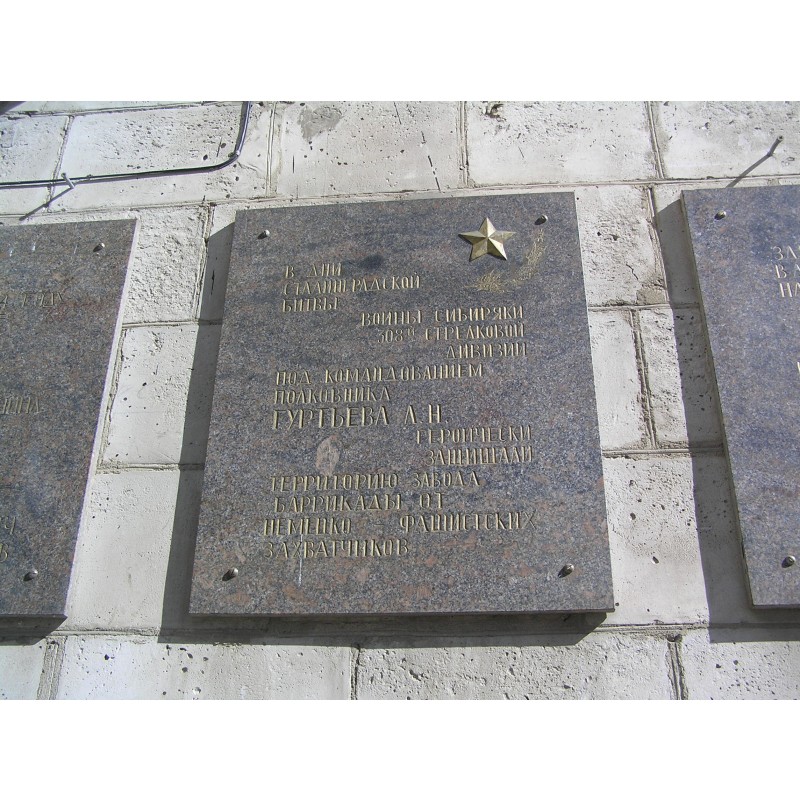 В ДНИ
СТАЛИНГРАДСКОЙ
БИТВЫ
ВОИНЫ СИБИРЯКИ
308Й СТРЕЛКОВОЙ
ДИВИЗИИ
ПОД КОМАНДОВАНИЕМ
ПОЛКОВНИКА
ГУРТЬЕВА Л. Н.
ГЕРОИЧЕСКИ
ЗАЩИЩАЛИ
ТЕРРИТОРИЮ ЗАВОДА
БАРРИКАДЫ ОТ
НЕМЕЦКО ФАШИСТСКИХ
ЗАХВАТЧИКОВ